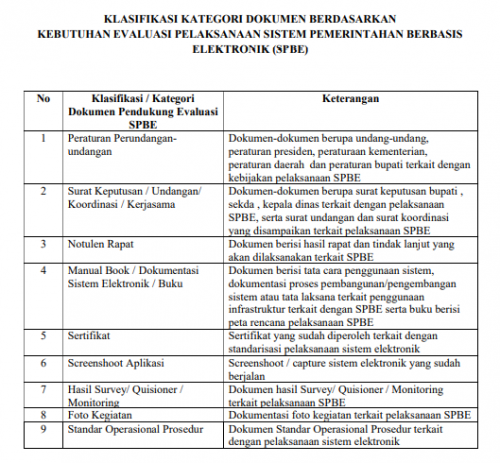 KLASIFIKASI KATEGORI DOKUMEN BERDASARKAN
KEBUTUHAN EVALUASI PELAKSANAAN SISTEM PEMERINTAHAN BERBASIS
ELEKTRONIK (SPBE)
No Klasifikasi / Kategori Keterangan
Dokumen Pendukung Evaluasi
SPBE
1 Peraturan Perundang- Dokumen-dokumen berupa undang-undang,
undangan peraturan presiden, peraturaan kementerian,
peraturan daerah dan peraturan bupati terkait dengan
kebijakan pelaksanaan SPBE
2 Surat Keputusan / Undangan/ Dokumen-dokumen berupa surat keputusan bupati ,
Koordinasi / Kerjasama sekda , kepala dinas terkait dengan pelaksanaan
SPBE, serta surat undangan dan surat koordinasi
yang disampaikan terkait pelaksanaan SPBE
3 Notulen Rapat Dokumen berisi hasil rapat dan tindak lanjut yang
akan dilaksanakan terkait SPBE
4 Manual Book / Dokumentasi Dokumen berisi tata cara penggunaan sistem,
Sistem Elektronik / Buku dokumentasi proses pembangunan/pengembangan
sistem atau tata laksana terkait penggunaan
infrastruktur terkait dengan SPBE serta buku berisi
peta rencana pelaksanaan SPBE
5 Sertifikat Sertifikat yang sudah diperoleh terkait dengan
standarisasi pelaksanaan sistem elektronik
6 Screenshoot Aplikasi Screenshoot / capture sistem elektronik yang sudah
berjalan
7 Hasil Survey/ Quisioner / Dokumen hasil Survey/ Quisioner / Monitoring
Monitoring terkait pelaksanaan SPBE
8 Foto Kegiatan Dokumentasi foto kegiatan terkait pelaksanaan SPBE
9 Standar Operasional Prosedur Dokumen Standar Operasional Prosedur terkait
dengan pelaksanaan sistem elektronik